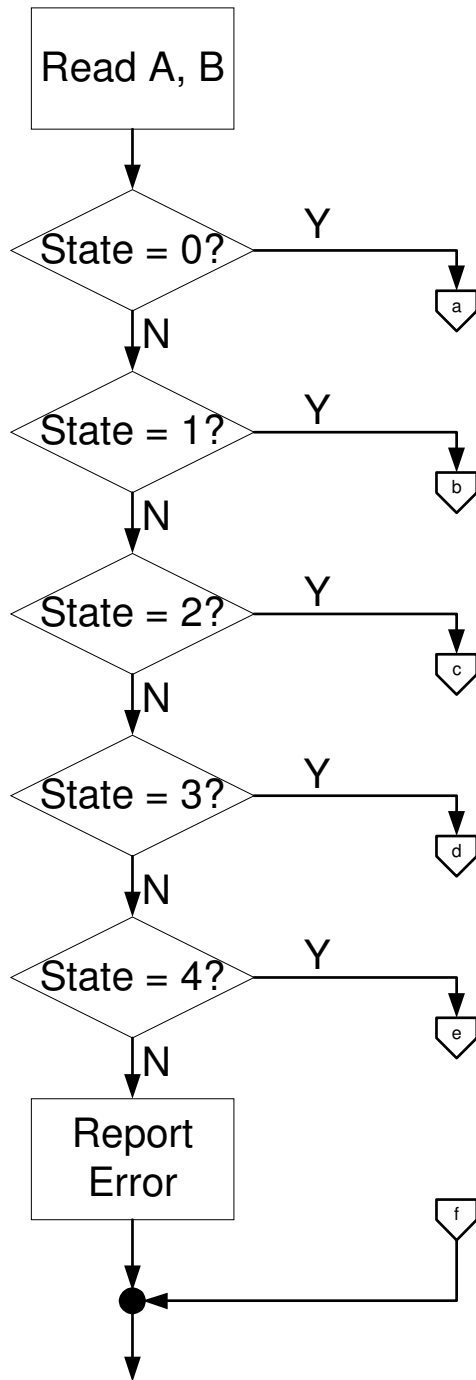 Read A, B
State = 0?
Y
a
N
State = 1?
Y
b
N
State = 2?
Y
c
N
State = 3?
Y
d
N
State = 4?
Y
e
N
Report
Error
f